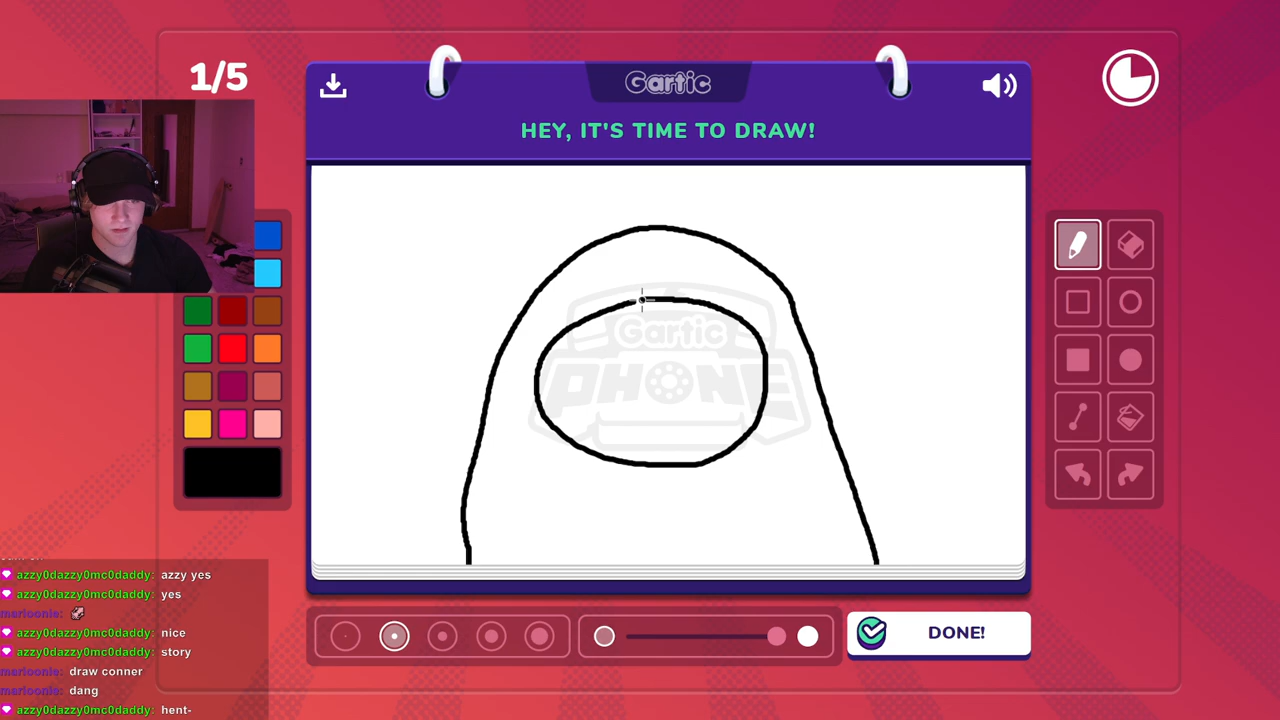 1/5
Gartic
HEY, IT'S TIME TO DRAW!
Gartic
PHONE
azzy0dazzy0mc0daddy: azzy yes
azzy0dazzy0mc0daddy: yes
marioonie:
azzy0dazzy0mc0daddy: nice
azzy0dazzy0mc0daddy: story
marioonie: draw conner
marioonie: dang
azzy0dazzy0mc0daddy: hent-
DONE!